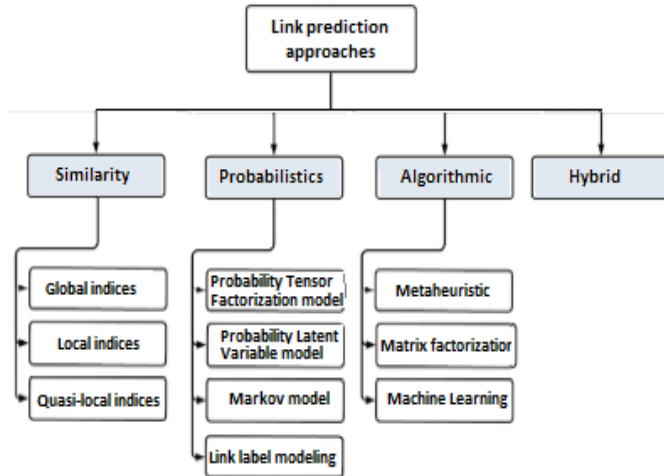 Link prediction
approaches
Similarity
Probabilistics
Algorithmic
Hybrid
Global indices
Local indices
Quasi-local indices
Probability Tensor
Factorization model
Probability Latent
Variable model
Markov model
Link label modeling
Metaheuristic
Matrix factorization
Machine Learning